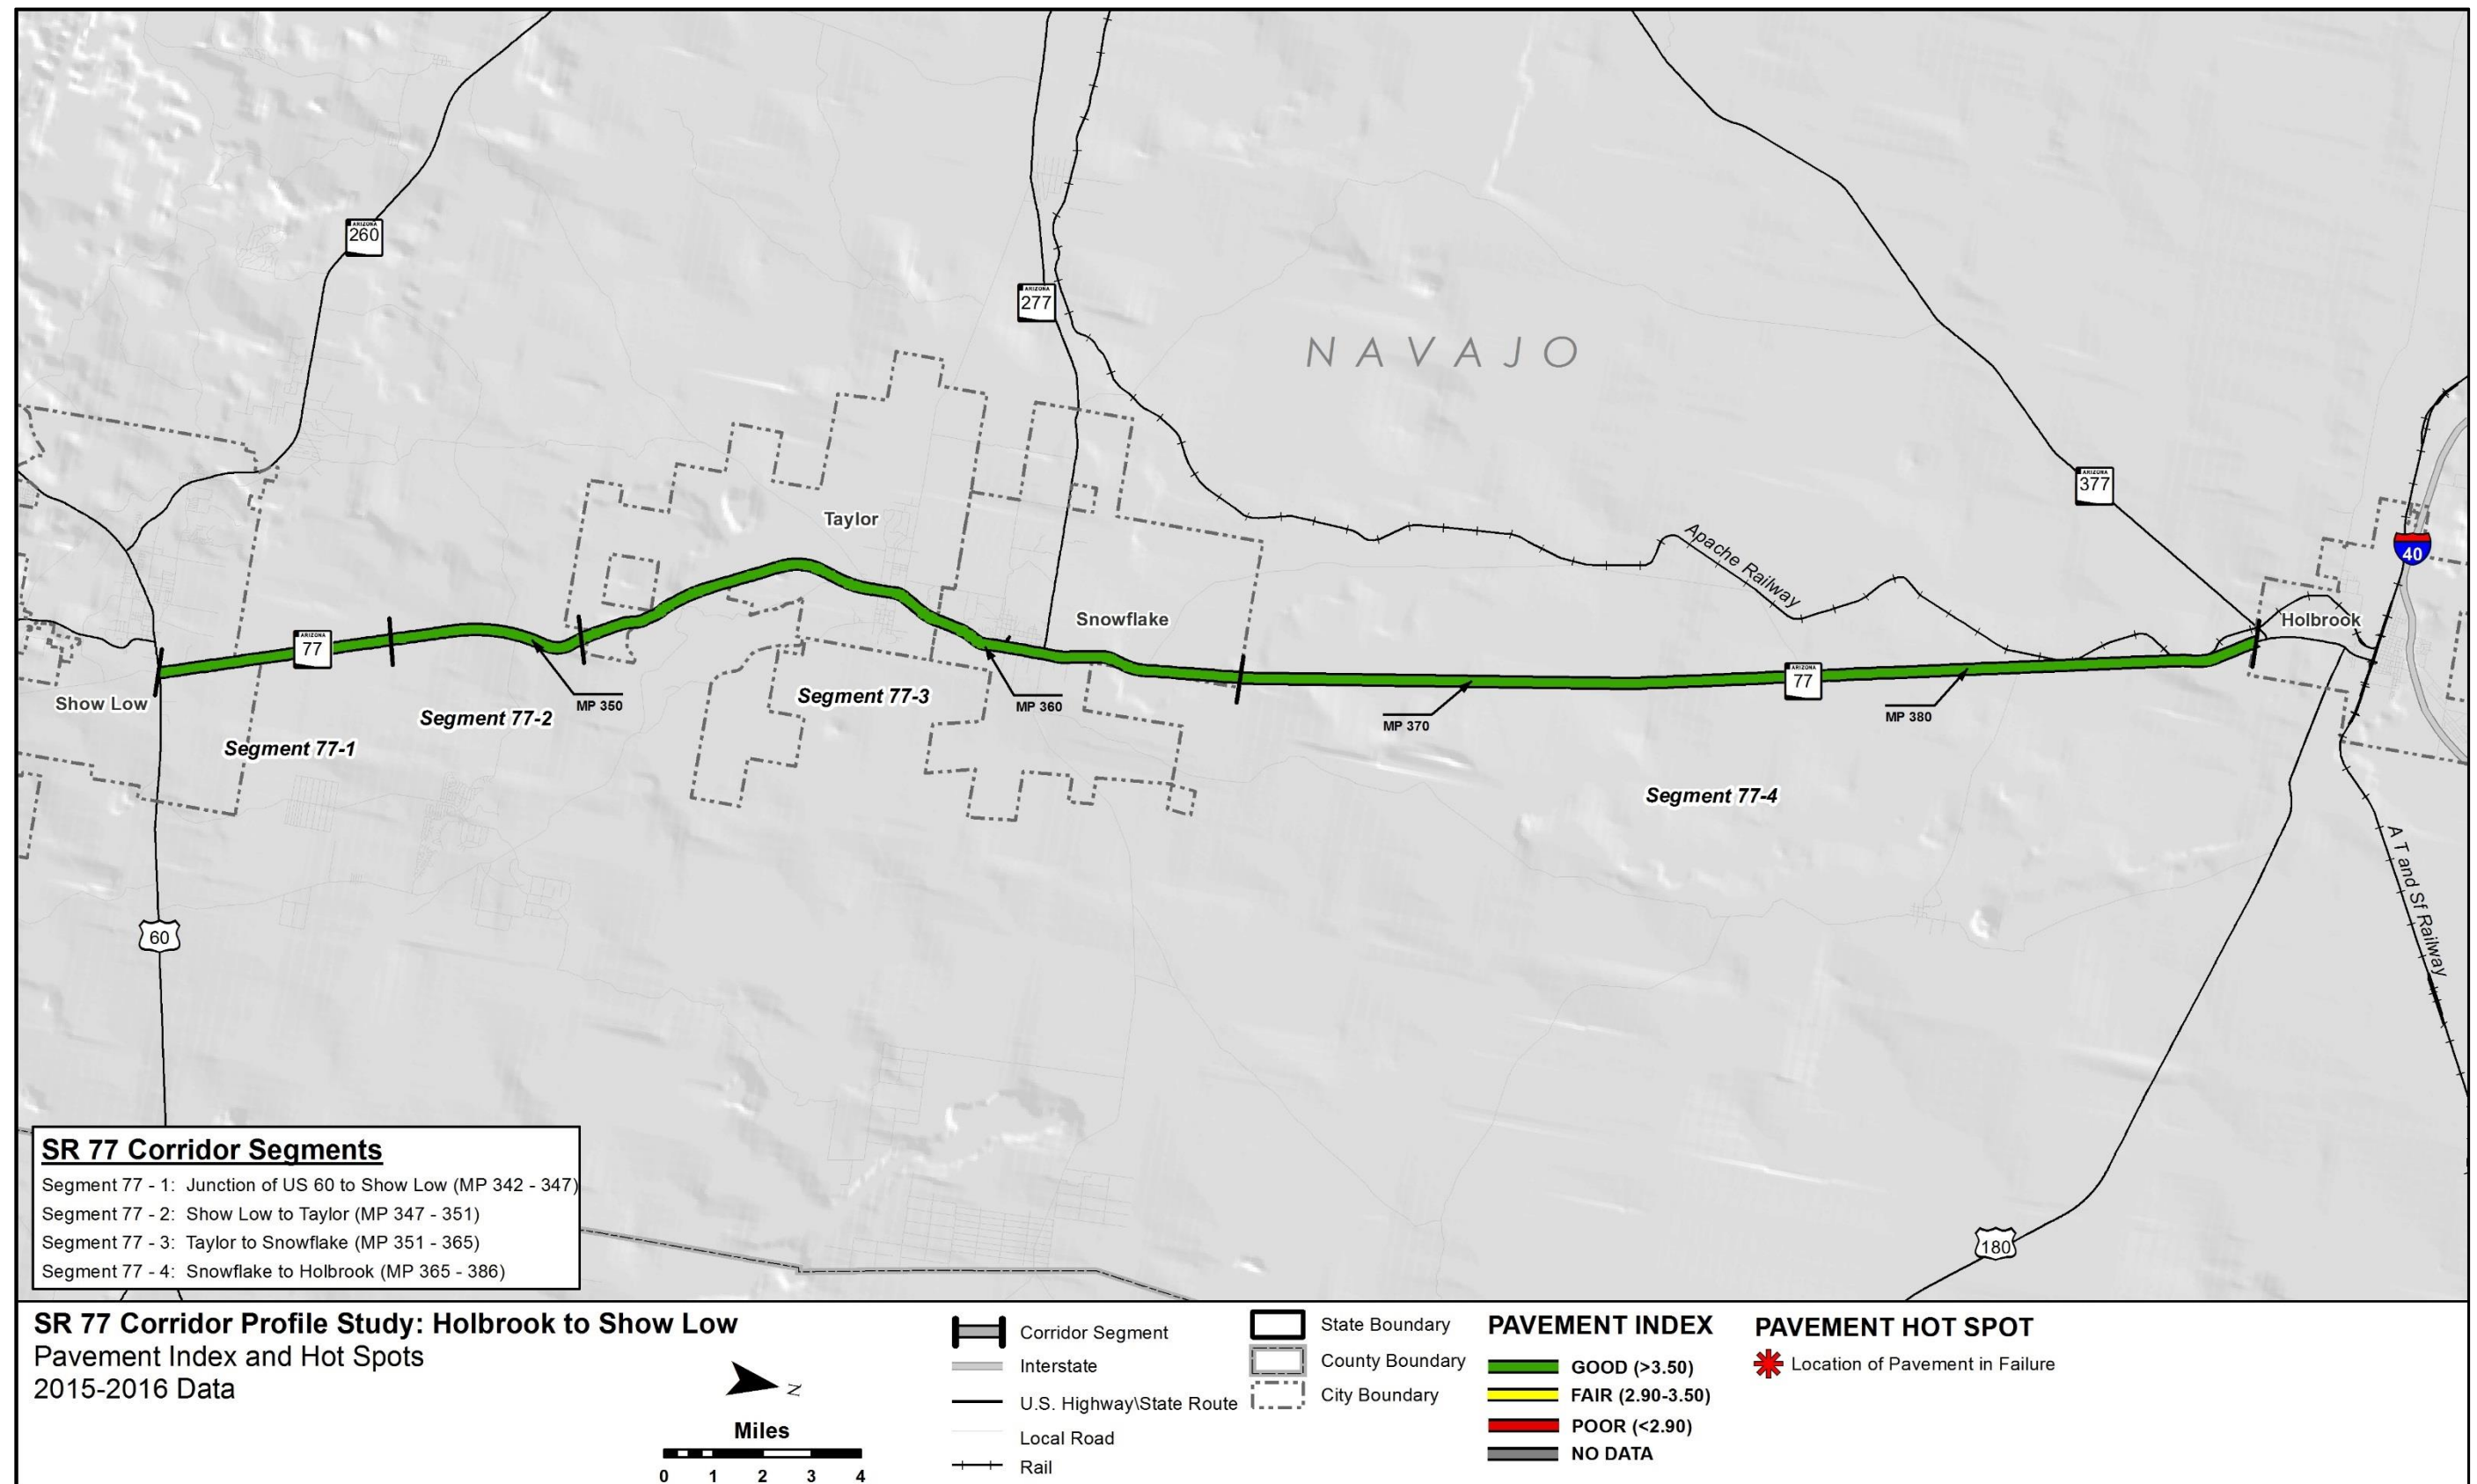 ARIZONA
260
ARIZONA
277
NAVAJO
ARIZONA
377
40
Taylor
Apache Railway
Snowflake
Holbrook
ARIZONA
77
ARIZONA
77
Show Low
Segment 77-1
Segment 77-2
MP 350
Segment 77-3
MP 360
MP 370
MP 380
Segment 77-4
A T and Sf Railway
60
180
SR 77 Corridor Segments
Segment 77 - 1: Junction of US 60 to Show Low (MP 342 - 347)
Segment 77 - 2: Show Low to Taylor (MP 347 - 351)
Segment 77 - 3: Taylor to Snowflake (MP 351 - 365)
Segment 77 - 4: Snowflake to Holbrook (MP 365 - 386)
SR 77 Corridor Profile Study: Holbrook to Show Low
Pavement Index and Hot Spots
2015-2016 Data
N
Miles
0 1 2 3 4
Corridor Segment
Interstate
U.S. Highway\State Route
Local Road
Rail
State Boundary
County Boundary
City Boundary
PAVEMENT INDEX
GOOD (>3.50)
FAIR (2.90-3.50)
POOR (<2.90)
NO DATA
PAVEMENT HOT SPOT
Location of Pavement in Failure